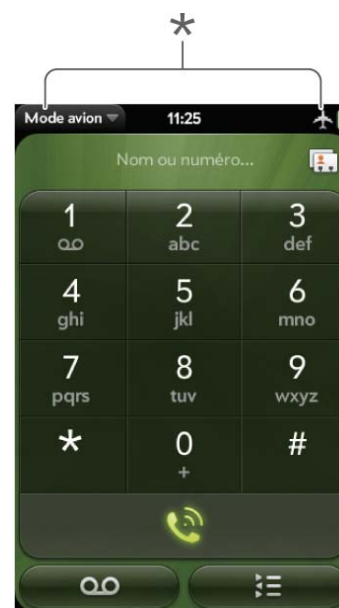 *
Mode avion 11:25
Nom ou numéro...
1 2 3
abc def
4 5 6
ghi jkl mno
7 8 9
pqrs tuv wxyz
* 0 #
+